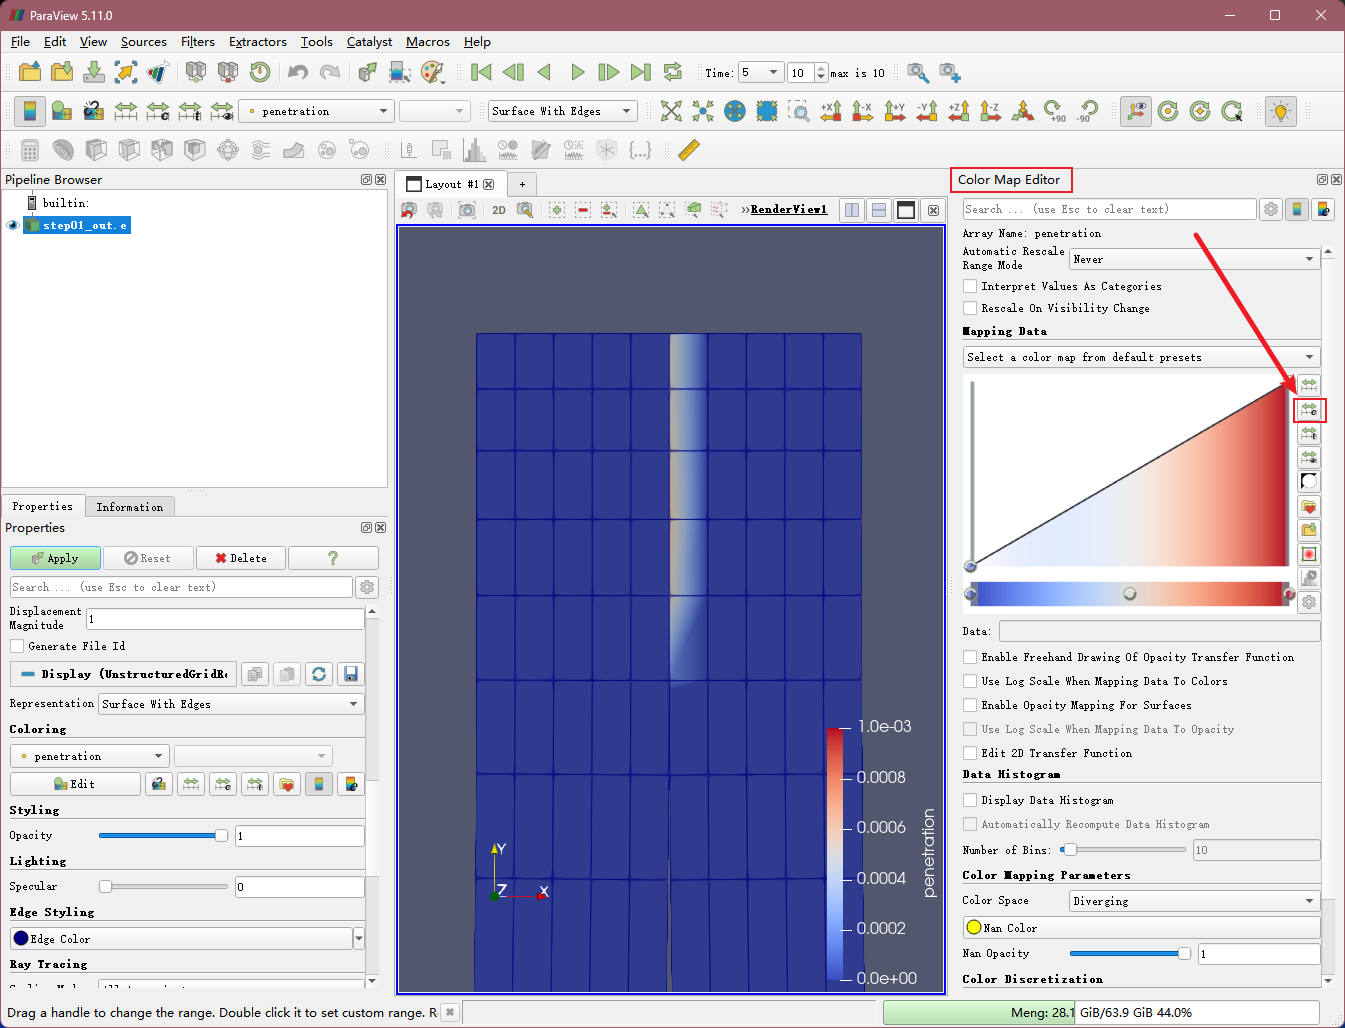 ParaView 5.11.0
File Edit View Sources Filters Extractors Tools Catalyst Macros Help
Time: 5 10 max is 10
penetration Surface With Edges
+X -X +Y -Y +Z -Z +90 -90
Pipeline Browser
builtin:
step01_out.e
Properties Information
Properties
Apply Reset Delete ?
Search ... (use Esc to clear text)
Displacement
Magnitude 1
Generate File Id
Display (UnstructuredGridRe
Representation Surface With Edges
Coloring
penetration
Edit
Styling
Opacity 1
Lighting
Specular 0
Edge Styling
Edge Color
Ray Tracing
Layout #1 +
2D »RenderView1
1.0e-03
0.0008
0.0006
0.0004
0.0002
0.0e+00
penetration
Y
Z X
Color Map Editor
Search ... (use Esc to clear text)
Array Name: penetration
Automatic Rescale
Range Mode Never
Interpret Values As Categories
Rescale On Visibility Change
Mapping Data
Select a color map from default presets
Data:
Enable Freehand Drawing Of Opacity Transfer Function
Use Log Scale When Mapping Data To Colors
Enable Opacity Mapping For Surfaces
Use Log Scale When Mapping Data To Opacity
Edit 2D Transfer Function
Data Histogram
Display Data Histogram
Automatically Recompute Data Histogram
Number of Bins: 10
Color Mapping Parameters
Color Space Diverging
Nan Color
Nan Opacity 1
Color Discretization
Drag a handle to change the range. Double click it to set custom range. R
Meng: 28.1 GiB/63.9 GiB 44.0%